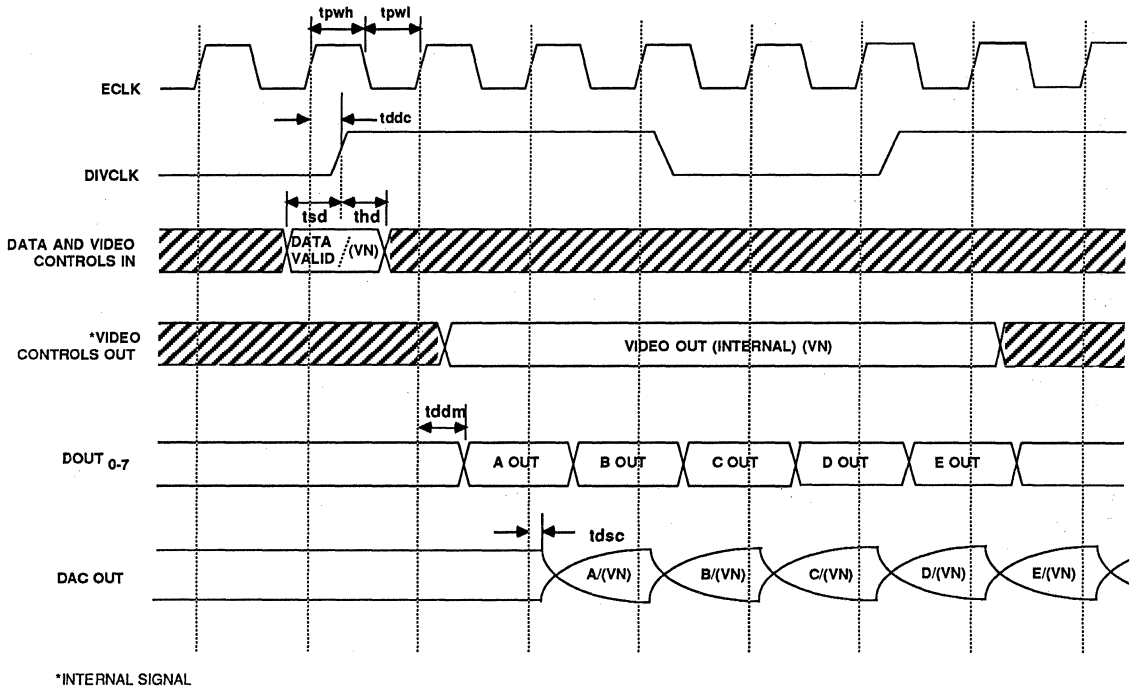 tpwh tpwl
ECLK
tddc
DIVCLK
tsd thd
DATA AND VIDEO
CONTROLS IN
DATA
VALID / (VN)
*VIDEO
CONTROLS OUT
VIDEO OUT (INTERNAL) (VN)
tddm
DOUT 0-7
A OUT B OUT C OUT D OUT E OUT
tdsc
DAC OUT
A/(VN) B/(VN) C/(VN) D/(VN) E/(VN)
*INTERNAL SIGNAL